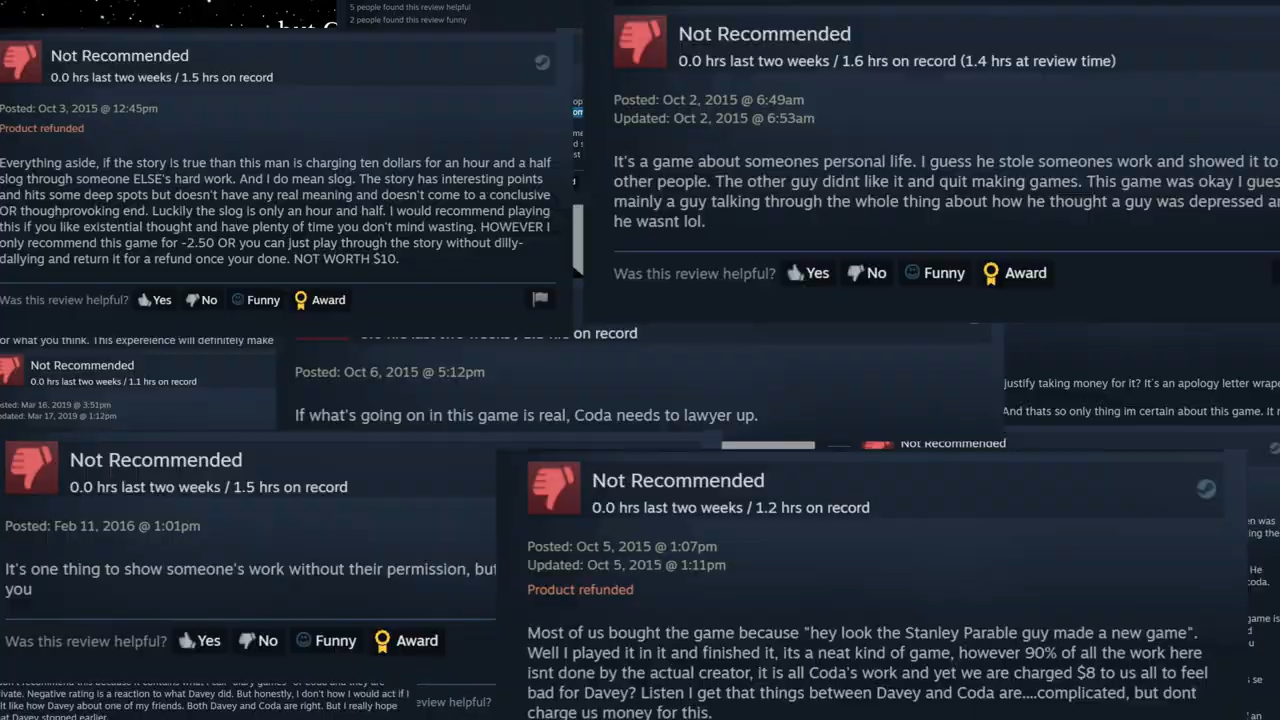 5 people found this review helpful
2 people found this review funny
but
Not Recommended
0.0 hrs last two weeks / 1.5 hrs on record
Posted: Oct 3, 2015 @ 12:45pm
Product refunded
Everything aside, if the story is true than this man is charging ten dollars for an hour and a half
slog through someone ELSE's hard work. And I do mean slog. The story has interesting points
and hits some deep spots but doesn't have any real meaning and doesn't come to a conclusive
OR thoughprovoking end. Luckily the slog is only an hour and half. I would recommend playing
this if you like existential thought and have plenty of time you don't mind wasting. HOWEVER I
only recommend this game for -2.50 OR you can just play through the story without dilly-
dallying and return it for a refund once your done. NOT WORTH $10.
Was this review helpful? Yes No Funny Award
Not Recommended
0.0 hrs last two weeks / 1.6 hrs on record (1.4 hrs at review time)
Posted: Oct 2, 2015 @ 6:49am
Updated: Oct 2, 2015 @ 6:53am
It's a game about someones personal life. I guess he stole someones work and showed it to
other people. The other guy didnt like it and quit making games. This game was okay I gues
mainly a guy talking through the whole thing about how he thought a guy was depressed an
he wasnt lol.
Was this review helpful? Yes No Funny Award
or what you think. This expereience will definitely make
Not Recommended
0.0 hrs last two weeks / 1.1 hrs on record
sted: Mar 16, 2019 @ 3:51pm
dated: Mar 17, 2019 @ 1:12pm
on record
Posted: Oct 6, 2015 @ 5:12pm
If what's going on in this game is real, Coda needs to lawyer up.
justify taking money for it? It's an apology letter wrape
And thats so only thing im certain about this game. It
Not Recommended
Not Recommended
0.0 hrs last two weeks / 1.5 hrs on record
Posted: Feb 11, 2016 @ 1:01pm
It's one thing to show someone's work without their permission, but
you
Was this review helpful? Yes No Funny Award
Not Recommended
0.0 hrs last two weeks / 1.2 hrs on record
Posted: Oct 5, 2015 @ 1:07pm
Updated: Oct 5, 2015 @ 1:11pm
Product refunded
Most of us bought the game because "hey look the Stanley Parable guy made a new game".
Well I played it in it and finished it, its a neat kind of game, however 90% of all the work here
isnt done by the actual creator, it is all Coda's work and yet we are charged $8 to us all to feel
bad for Davey? Listen I get that things between Davey and Coda are....complicated, but dont
charge us money for this.
vate. Negative rating is a reaction to what Davey did. But honestly, I don't how I would act if I
lt like how Davey about one of my friends. Both Davey and Coda are right. But I really hope
at Davey stopped earlier.
eview helpful?
en was
ing the
He
oda.
game is
se
an